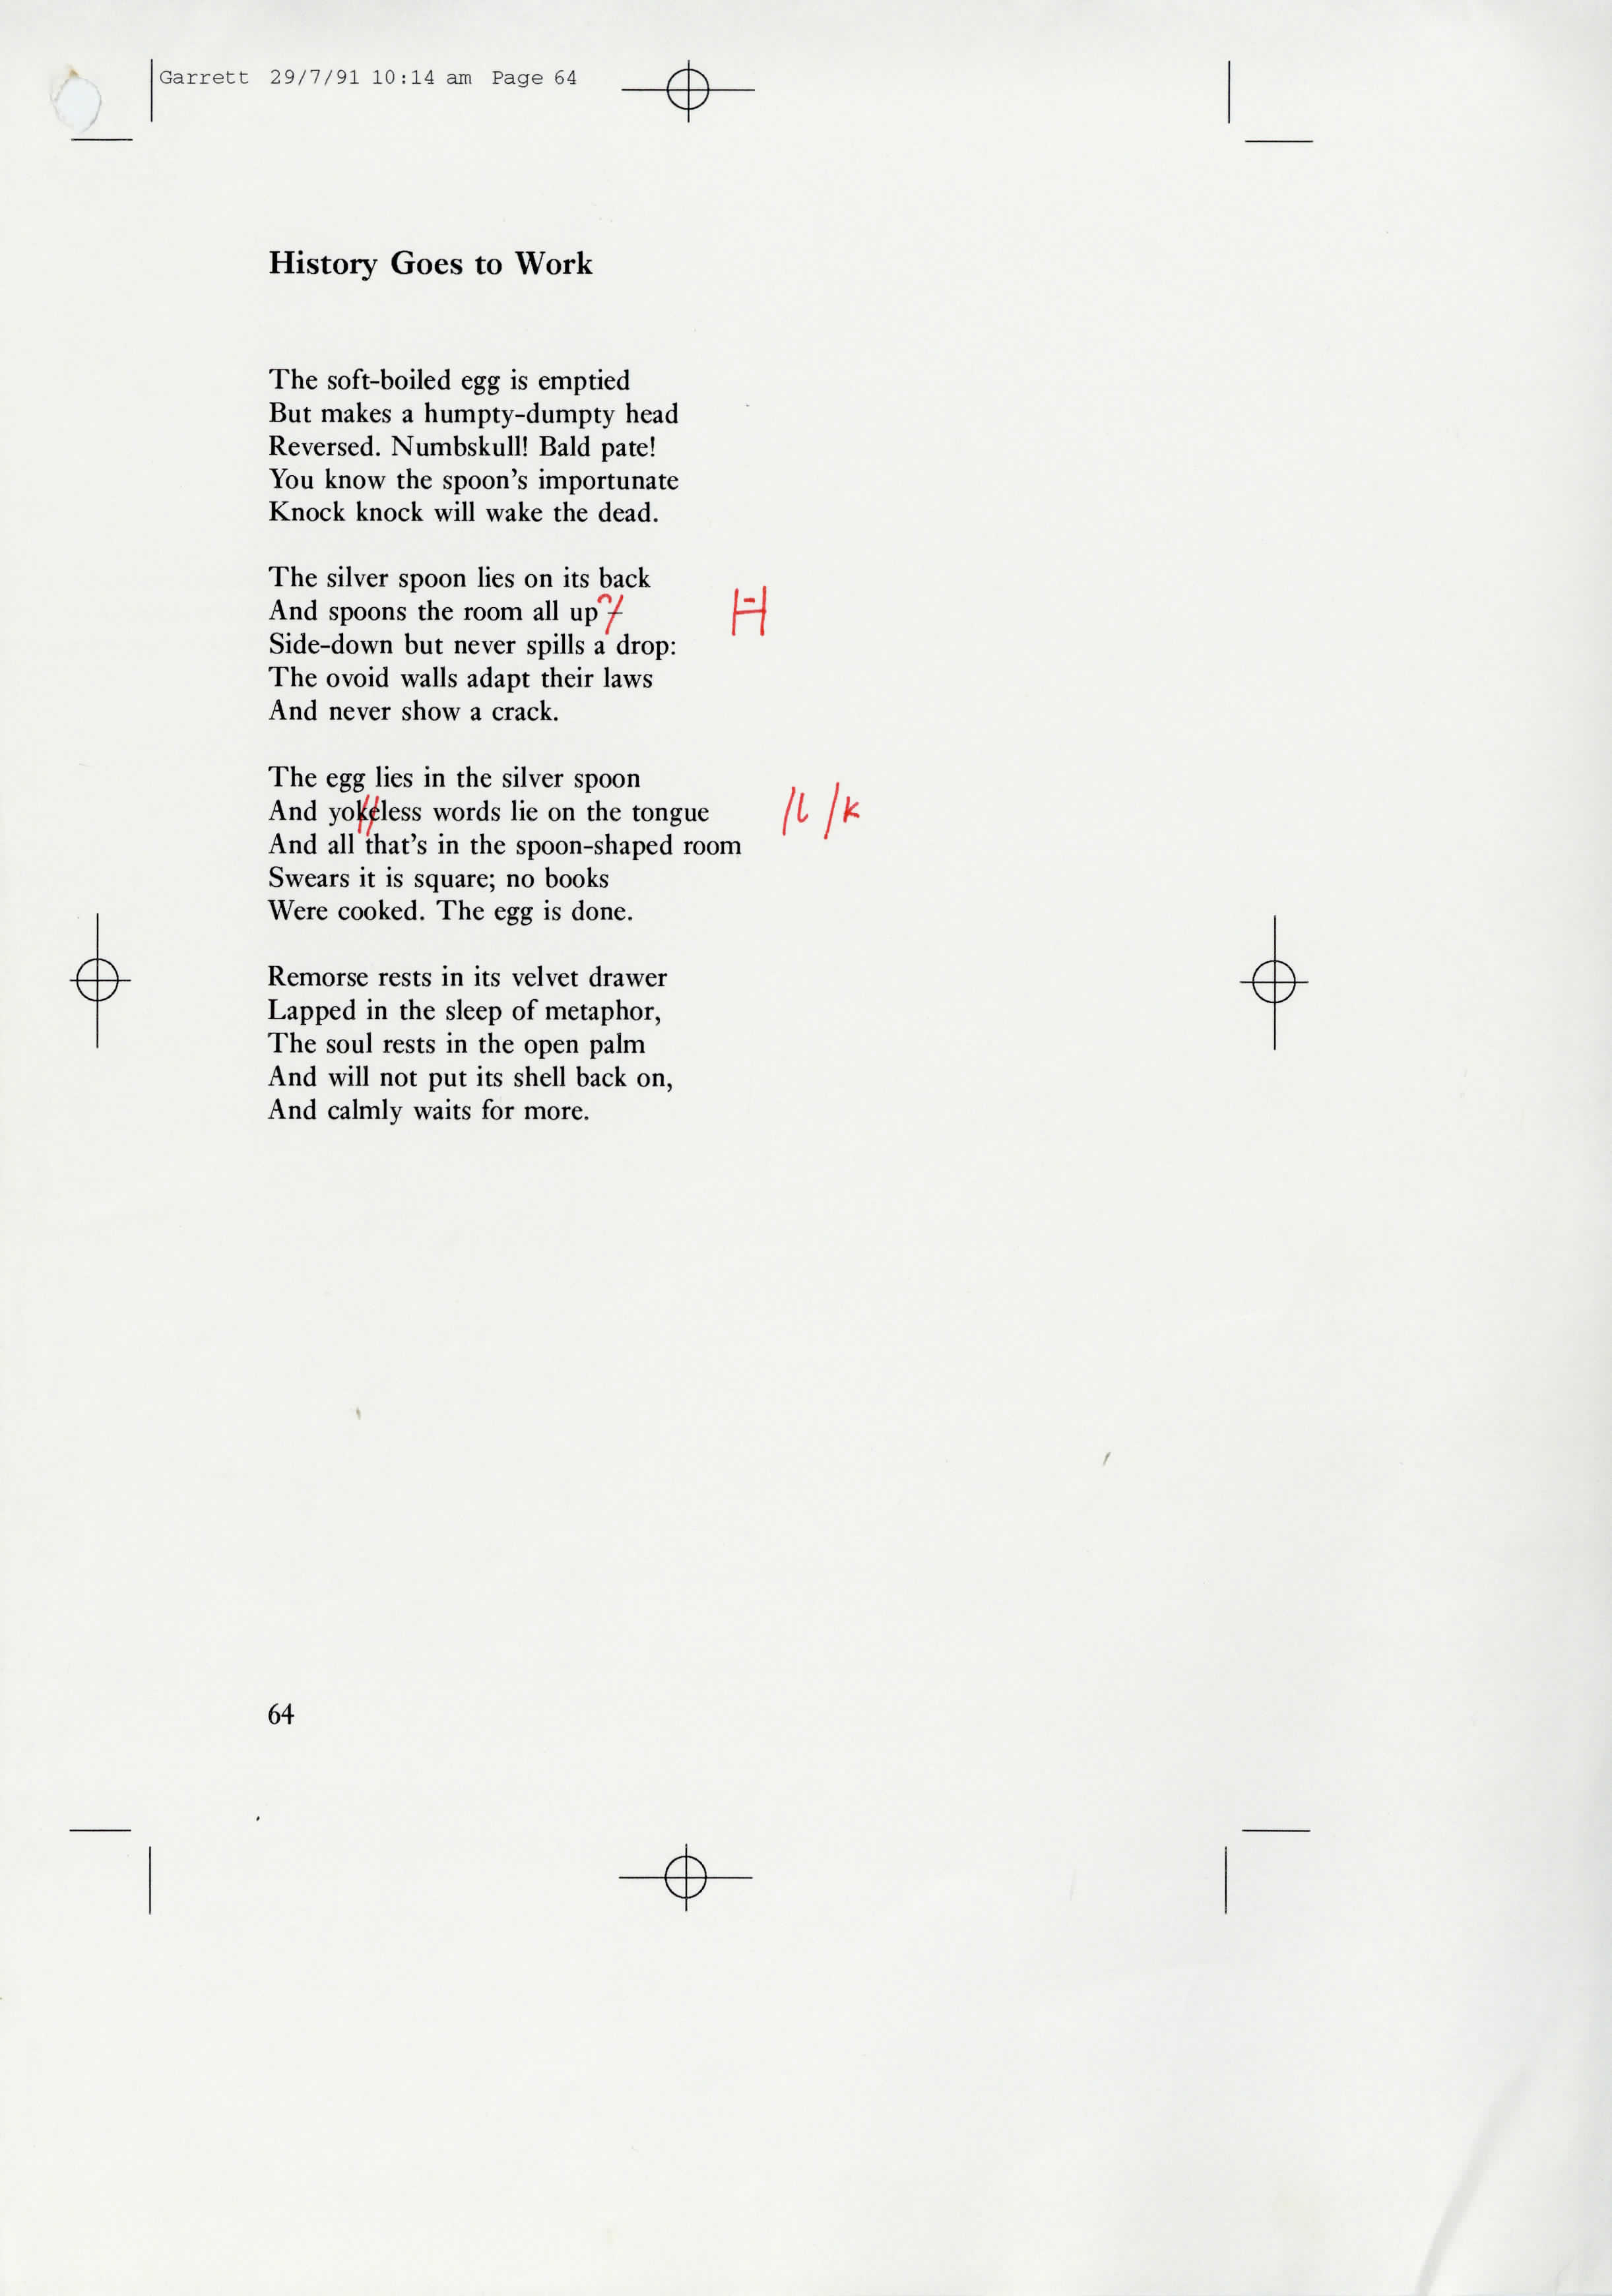 Garrett 29/7/91 10:14 am Page 64
History Goes to Work
The soft-boiled egg is emptied
But makes a humpty-dumpty head
Reversed. Numbskull! Bald pate!
You know the spoon's importunate
Knock knock will wake the dead.
The silver spoon lies on its back
And spoons the room all up
Side-down but never spills a drop:
The ovoid walls adapt their laws
And never show a crack.
The egg lies in the silver spoon
And yokeless words lie on the tongue /l /k
And all that's in the spoon-shaped room
Swears it is square; no books
Were cooked. The egg is done.
Remorse rests in its velvet drawer
Lapped in the sleep of metaphor,
The soul rests in the open palm
And will not put its shell back on,
And calmly waits for more.
64